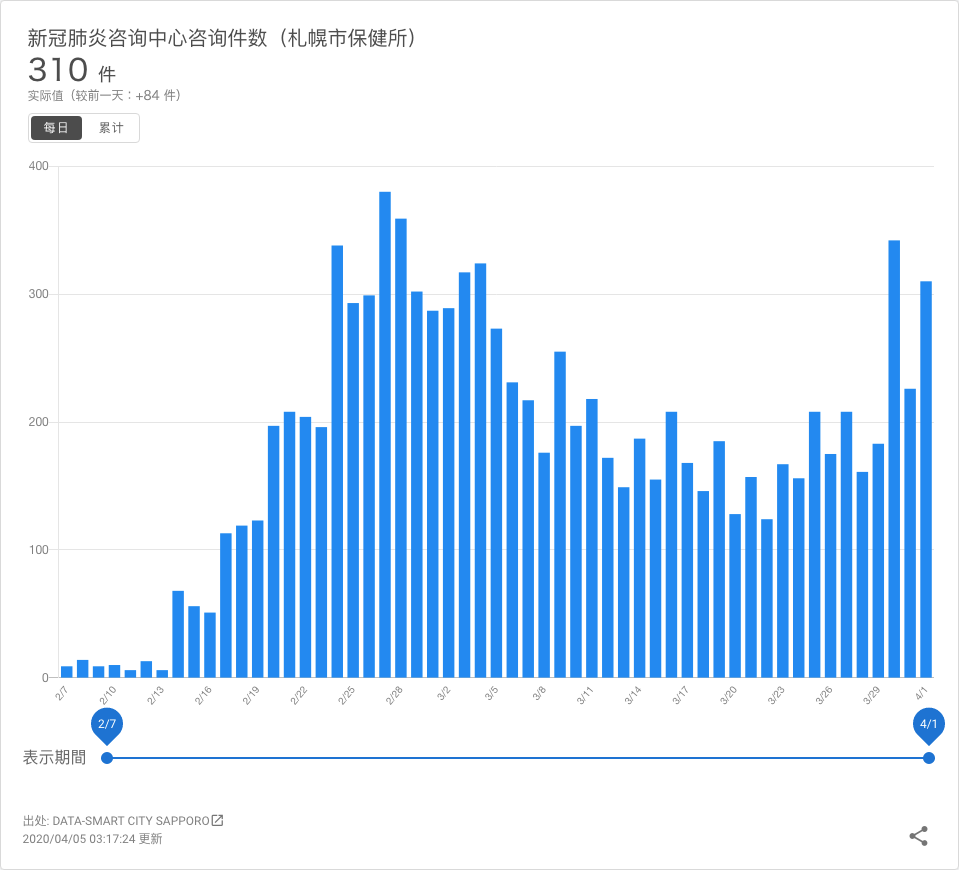 新冠肺炎咨询中心咨询件数（札幌市保健所）
310 件
实际值（较前一天：+84 件）
每日 累计
400
300
200
100
0
2/7 2/10 2/13 2/16 2/19 2/22 2/25 2/28 3/2 3/5 3/8 3/11 3/14 3/17 3/20 3/23 3/26 3/29 4/1
2/7 4/1
表示期間
出处: DATA-SMART CITY SAPPORO
2020/04/05 03:17:24 更新